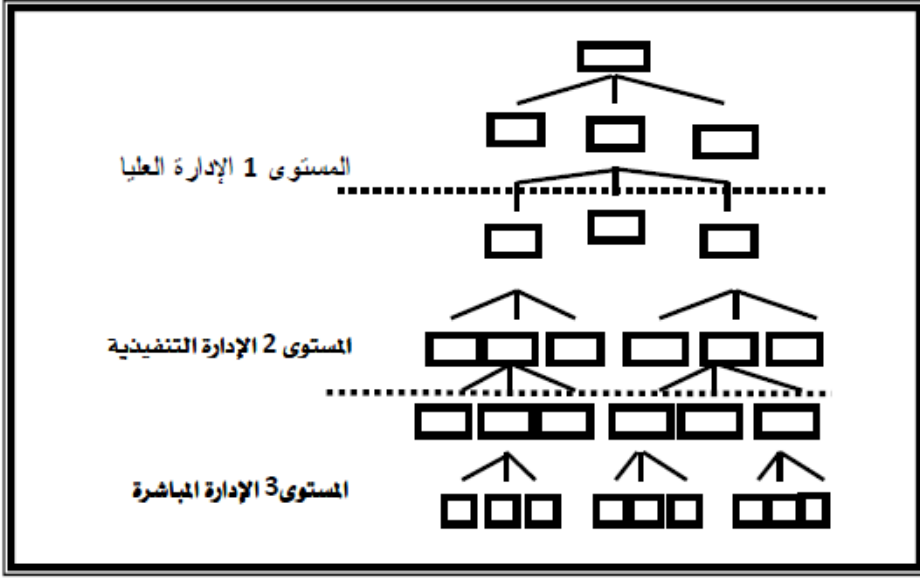 المستوى 1 الإدارة العليا
المستوى 2 الإدارة التنفيذية
المستوى3 الإدارة المباشرة